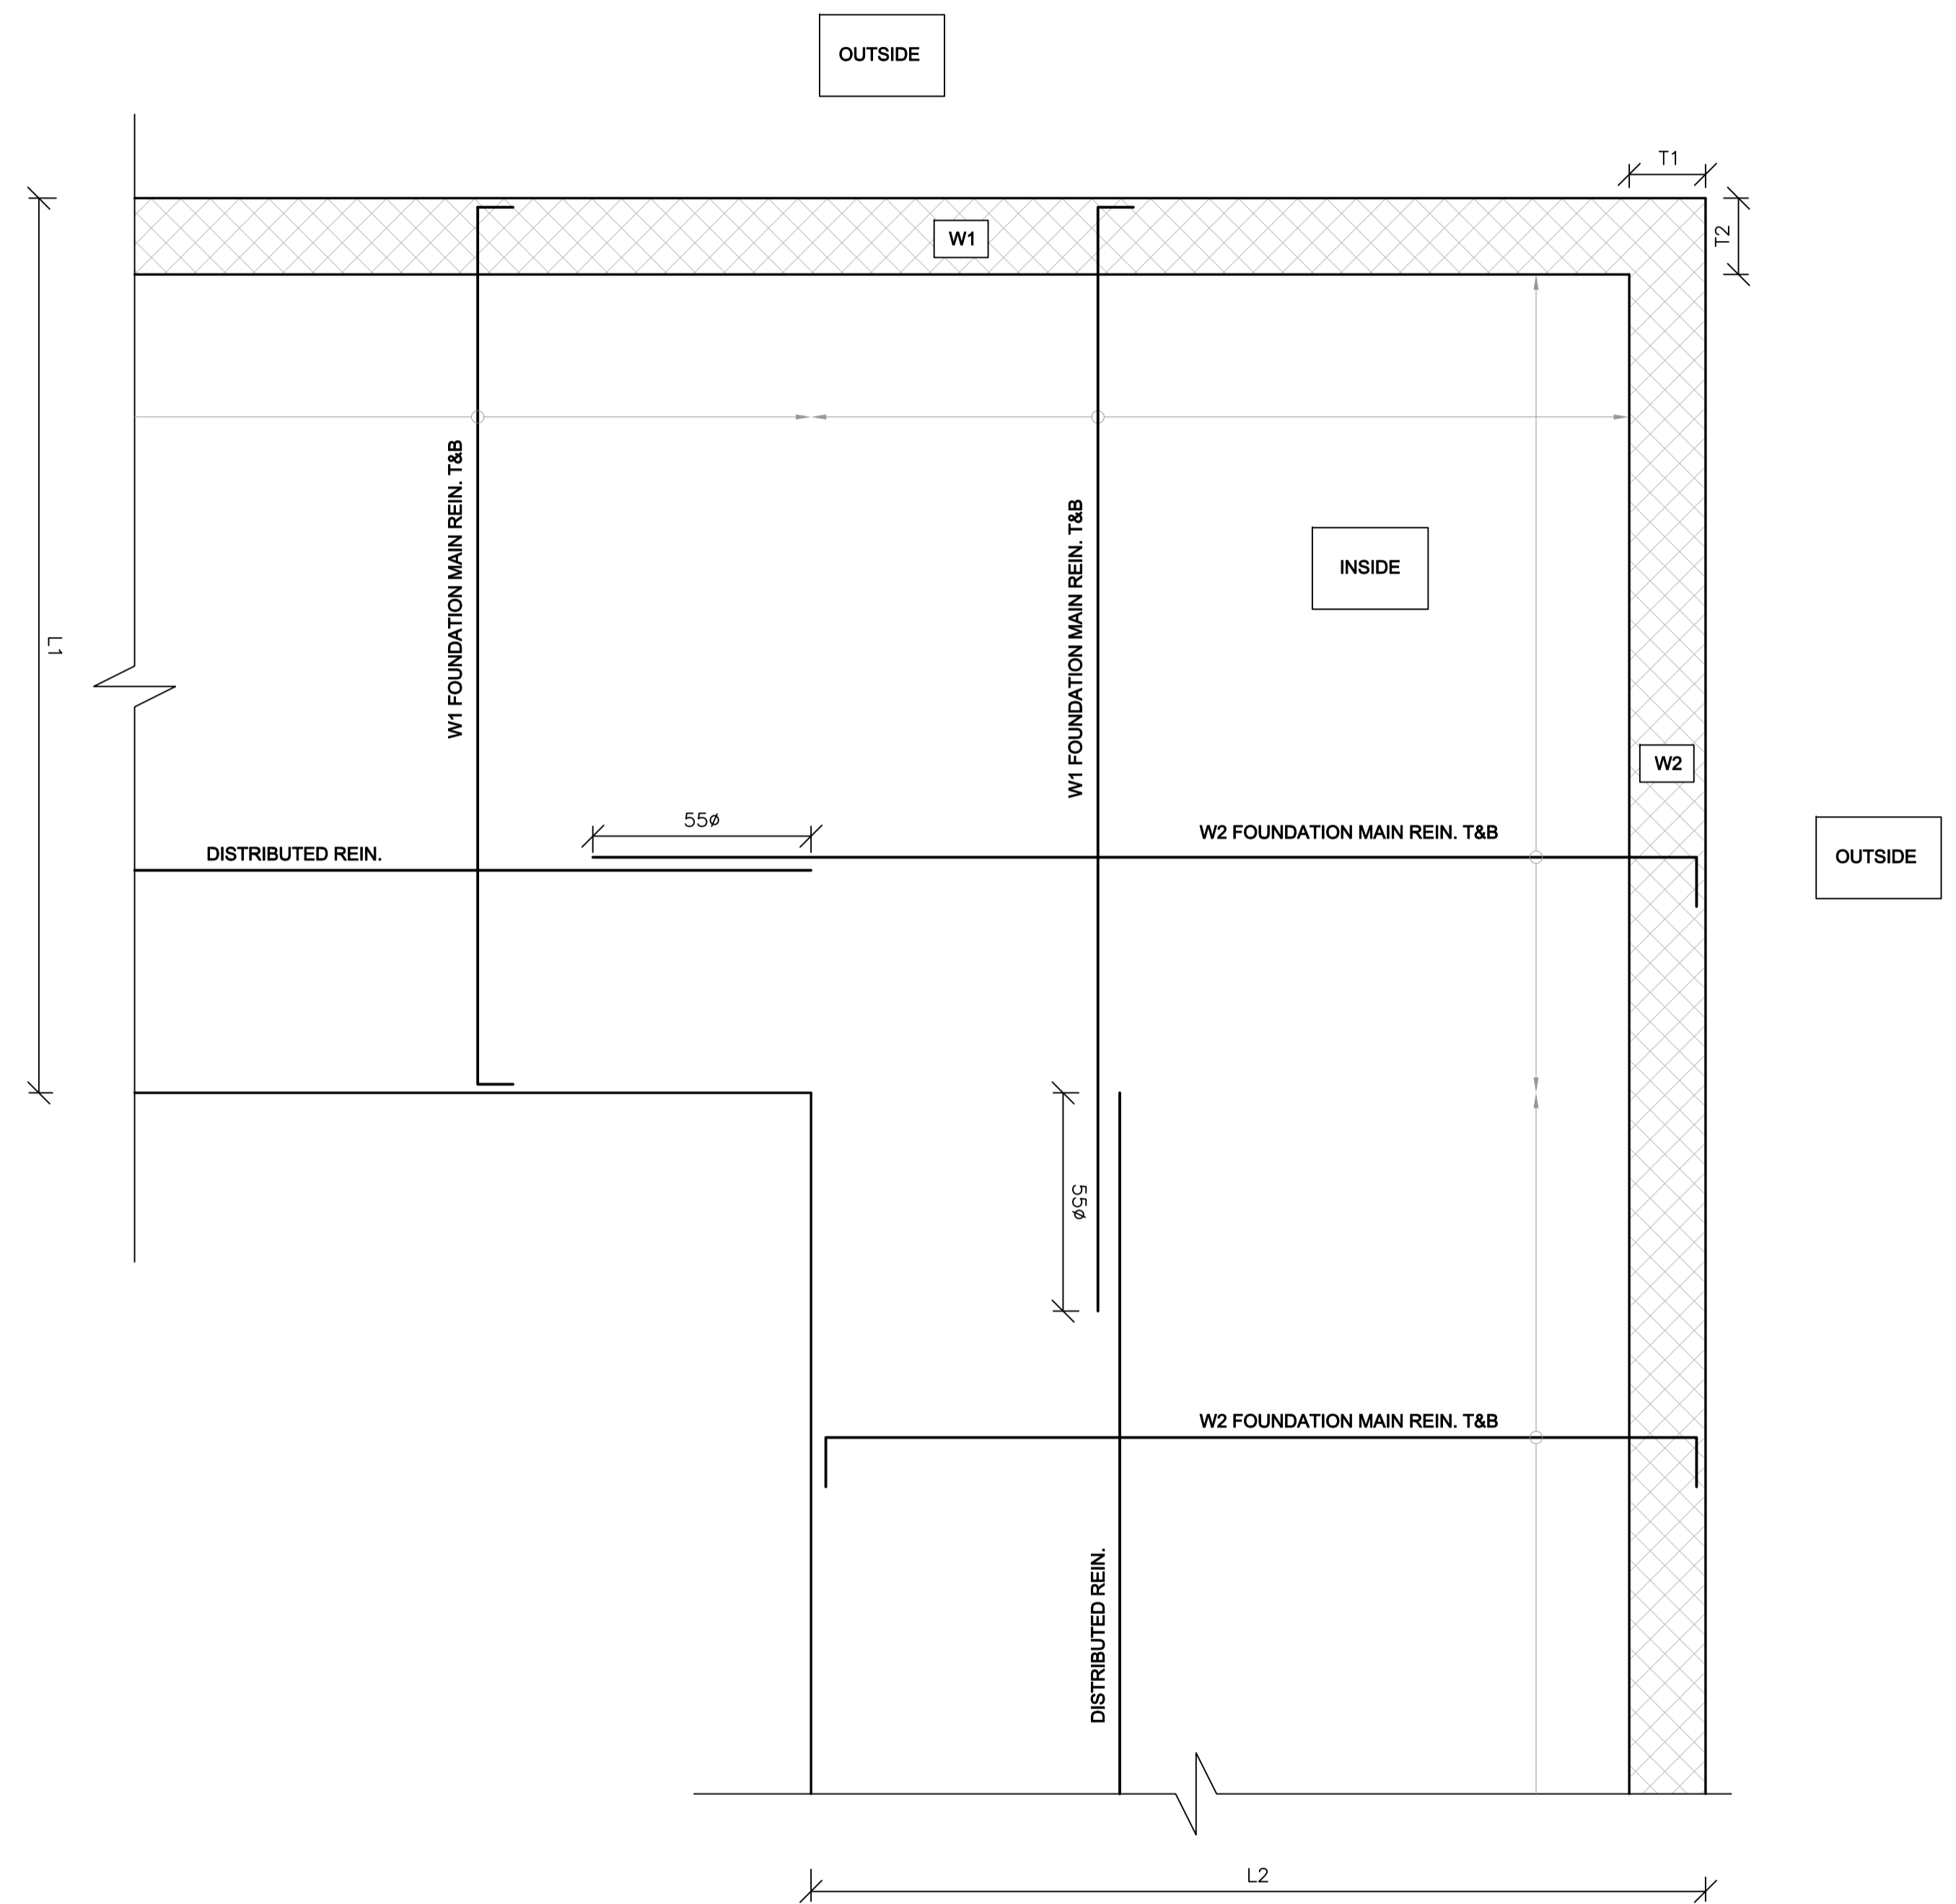 OUTSIDE
T1
T2
W1
W1 FOUNDATION MAIN REIN. T&B
W1 FOUNDATION MAIN REIN. T&B
INSIDE
L1
W2
55ø
W2 FOUNDATION MAIN REIN. T&B
DISTRIBUTED REIN.
OUTSIDE
55ø
W2 FOUNDATION MAIN REIN. T&B
DISTRIBUTED REIN.
L2